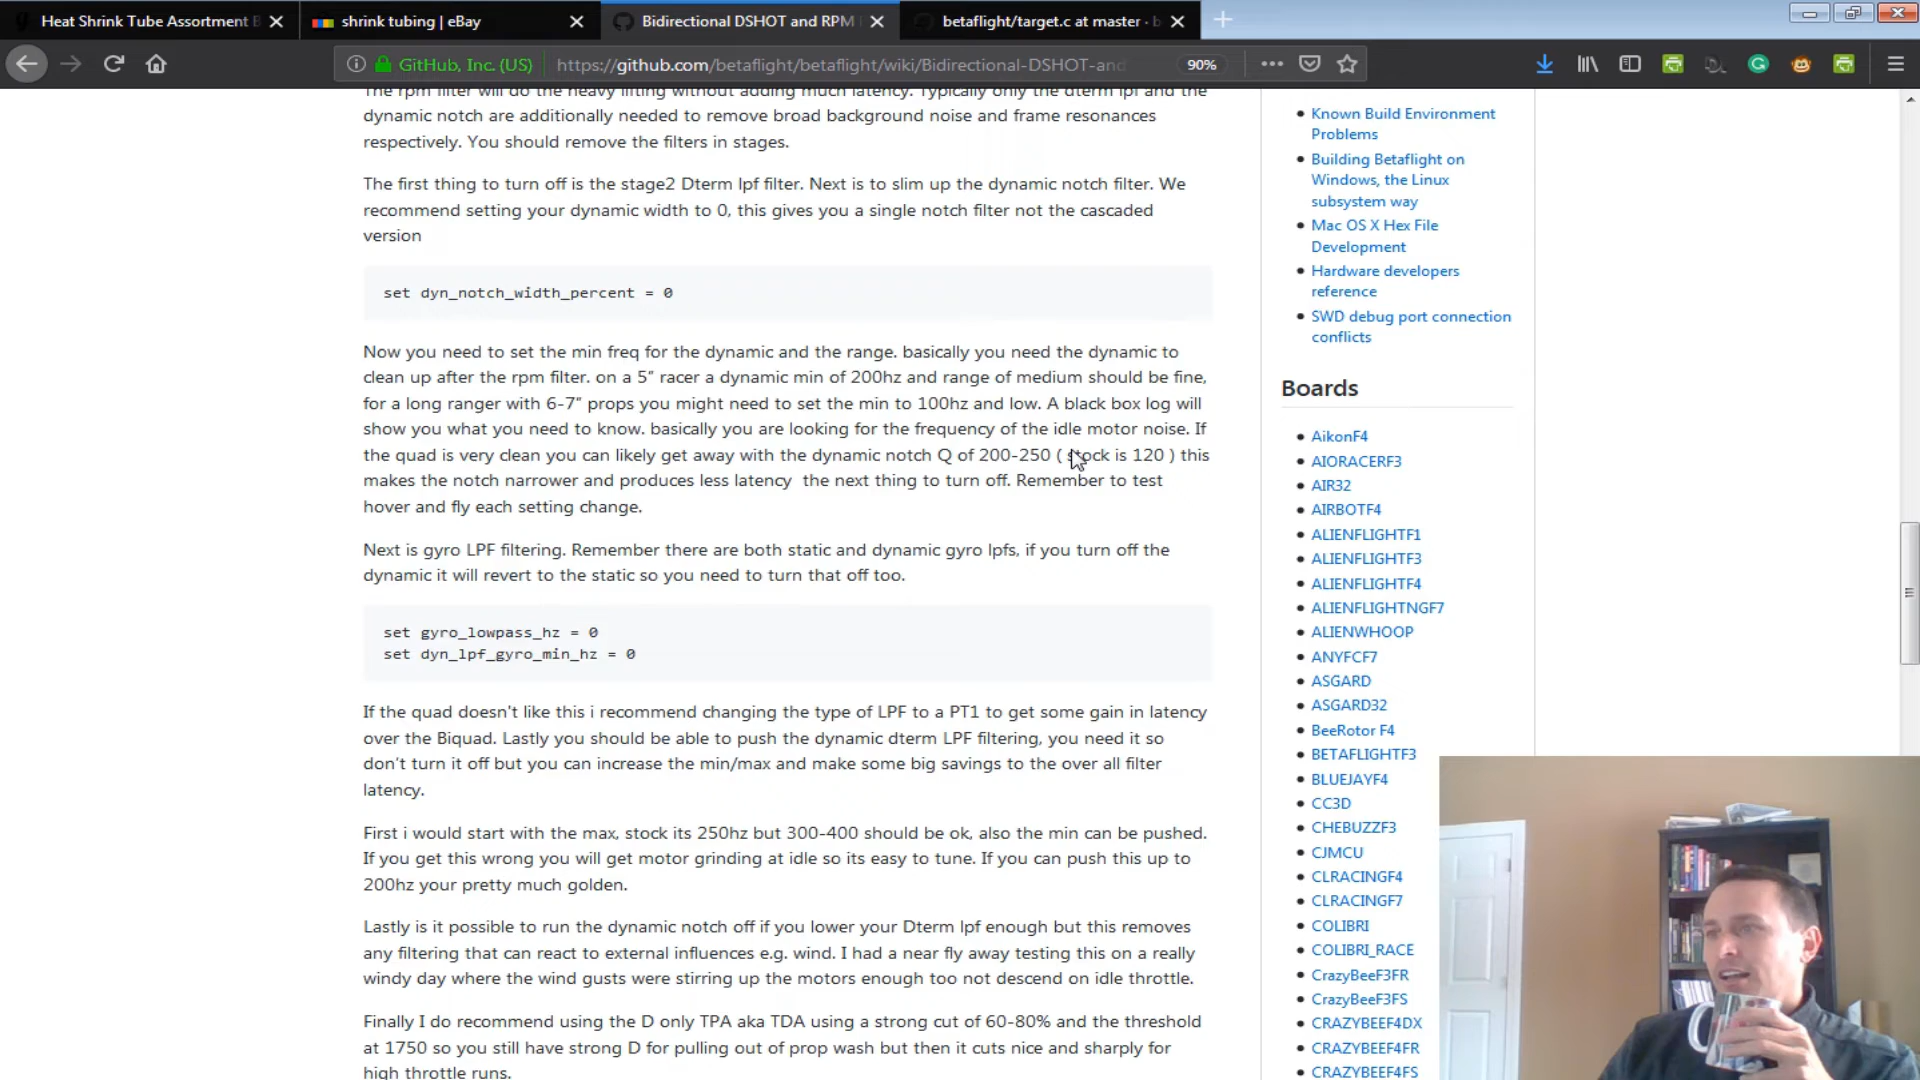 Heat Shrink Tube Assortment B
shrink tubing | eBay
Bidirectional DSHOT and RPM
betaflight/target.c at master · b
GitHub, Inc. (US)
https://github.com/betaflight/betaflight/wiki/Bidirectional-DSHOT-and-
90%
The rpm filter will do the heavy lifting without adding much latency. Typically only the dterm lpf and the
dynamic notch are additionally needed to remove broad background noise and frame resonances
respectively. You should remove the filters in stages.
The first thing to turn off is the stage2 Dterm lpf filter. Next is to slim up the dynamic notch filter. We
recommend setting your dynamic width to 0, this gives you a single notch filter not the cascaded
version
set dyn_notch_width_percent = 0
Now you need to set the min freq for the dynamic and the range. basically you need the dynamic to
clean up after the rpm filter. on a 5" racer a dynamic min of 200hz and range of medium should be fine,
for a long ranger with 6-7" props you might need to set the min to 100hz and low. A black box log will
show you what you need to know. basically you are looking for the frequency of the idle motor noise. If
the quad is very clean you can likely get away with the dynamic notch Q of 200-250 ( stock is 120 ) this
makes the notch narrower and produces less latency the next thing to turn off. Remember to test
hover and fly each setting change.
Next is gyro LPF filtering. Remember there are both static and dynamic gyro lpfs, if you turn off the
dynamic it will revert to the static so you need to turn that off too.
set gyro_lowpass_hz = 0
set dyn_lpf_gyro_min_hz = 0
If the quad doesn't like this i recommend changing the type of LPF to a PT1 to get some gain in latency
over the Biquad. Lastly you should be able to push the dynamic dterm LPF filtering, you need it so
don't turn it off but you can increase the min/max and make some big savings to the over all filter
latency.
First i would start with the max, stock its 250hz but 300-400 should be ok, also the min can be pushed.
If you get this wrong you will get motor grinding at idle so its easy to tune. If you can push this up to
200hz your pretty much golden.
Lastly is it possible to run the dynamic notch off if you lower your Dterm lpf enough but this removes
any filtering that can react to external influences e.g. wind. I had a near fly away testing this on a really
windy day where the wind gusts were stirring up the motors enough too not descend on idle throttle.
Finally I do recommend using the D only TPA aka TDA using a strong cut of 60-80% and the threshold
at 1750 so you still have strong D for pulling out of prop wash but then it cuts nice and sharply for
high throttle runs.
Known Build Environment
Problems
Building Betaflight on
Windows, the Linux
subsystem way
Mac OS X Hex File
Development
Hardware developers
reference
SWD debug port connection
conflicts
Boards
AikonF4
AIORACERF3
AIR32
AIRBOTF4
ALIENFLIGHTF1
ALIENFLIGHTF3
ALIENFLIGHTF4
ALIENFLIGHTNGF7
ALIENWHOOP
ANYFCF7
ASGARD
ASGARD32
BeeRotor F4
BETAFLIGHTF3
BLUEJAYF4
CC3D
CHEBUZZF3
CJMCU
CLRACINGF4
CLRACINGF7
COLIBRI
COLIBRI_RACE
CrazyBeeF3FR
CrazyBeeF3FS
CRAZYBEEF4DX
CRAZYBEEF4FR
CRAZYBEEF4FS